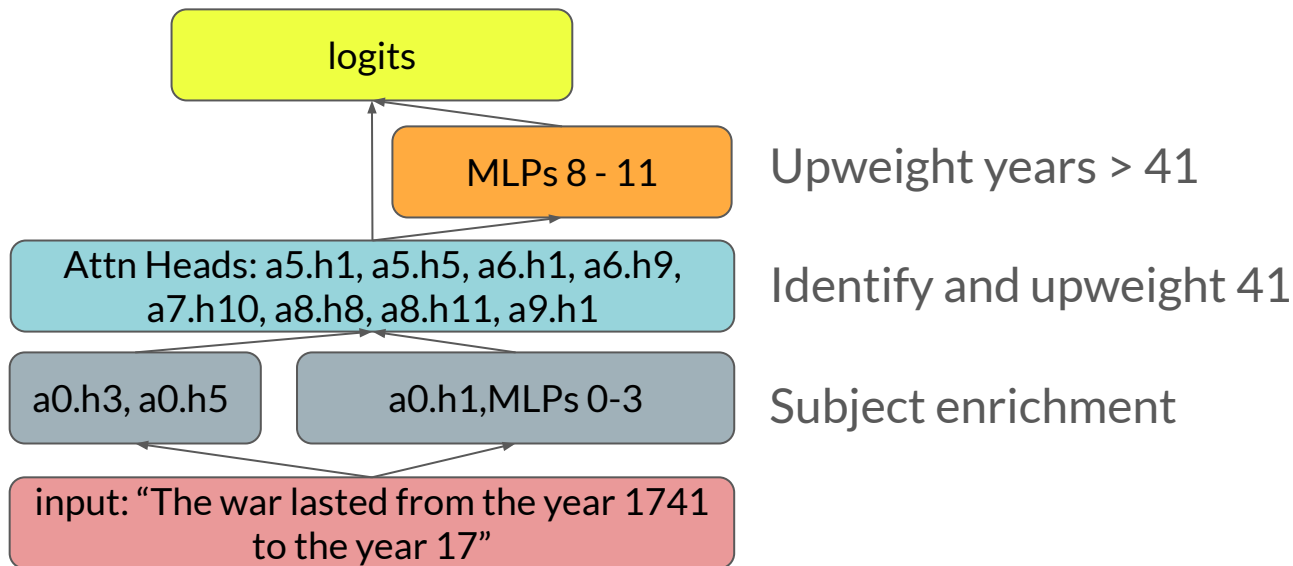 logits
MLPs 8 - 11
Upweight years > 41
Attn Heads: a5.h1, a5.h5, a6.h1, a6.h9,
a7.h10, a8.h8, a8.h11, a9.h1
Identify and upweight 41
a0.h3, a0.h5
a0.h1,MLPs 0-3
Subject enrichment
input: “The war lasted from the year 1741
to the year 17”